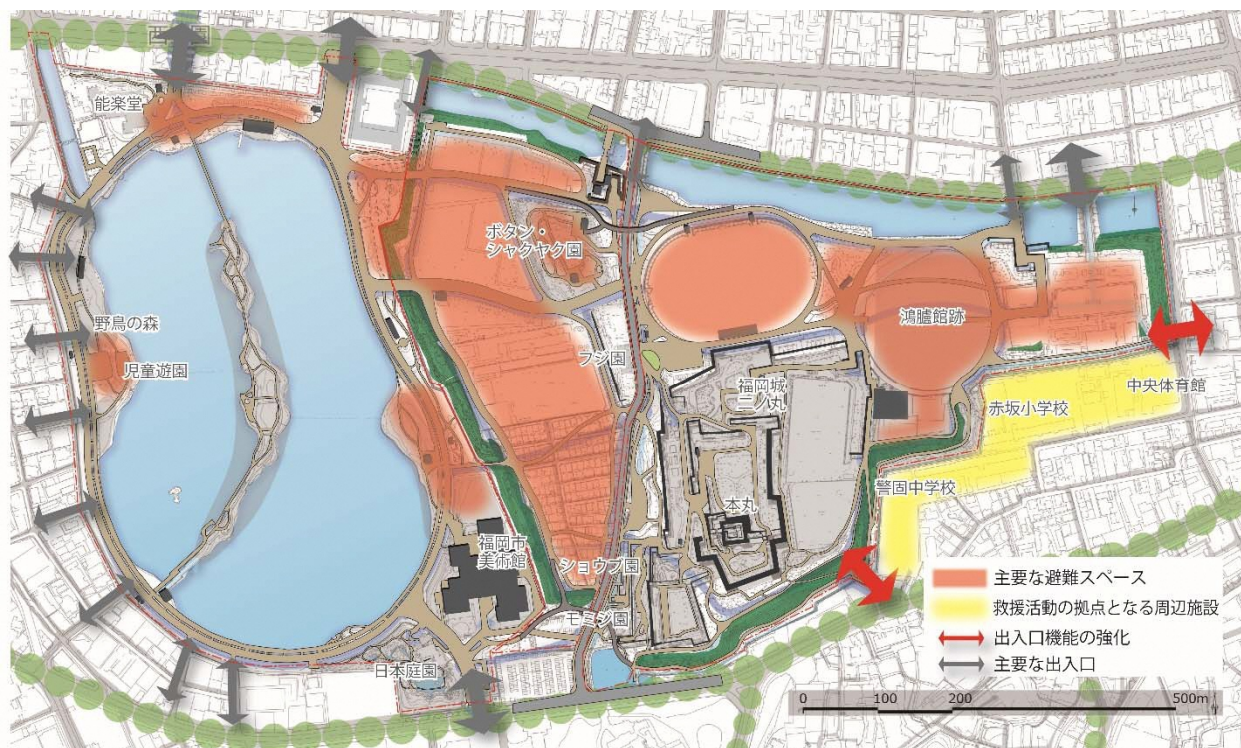 能楽堂
ボタン・
シャクヤク園
野鳥の森
児童遊園
フジ園
鴻臚館跡
福岡城
二ノ丸
中央体育館
赤坂小学校
警固中学校
本丸
福岡市
美術館
ショウブ園
モミジ園
日本庭園
主要な避難スペース
救援活動の拠点となる周辺施設
出入口機能の強化
主要な出入口
0 100 200 500m